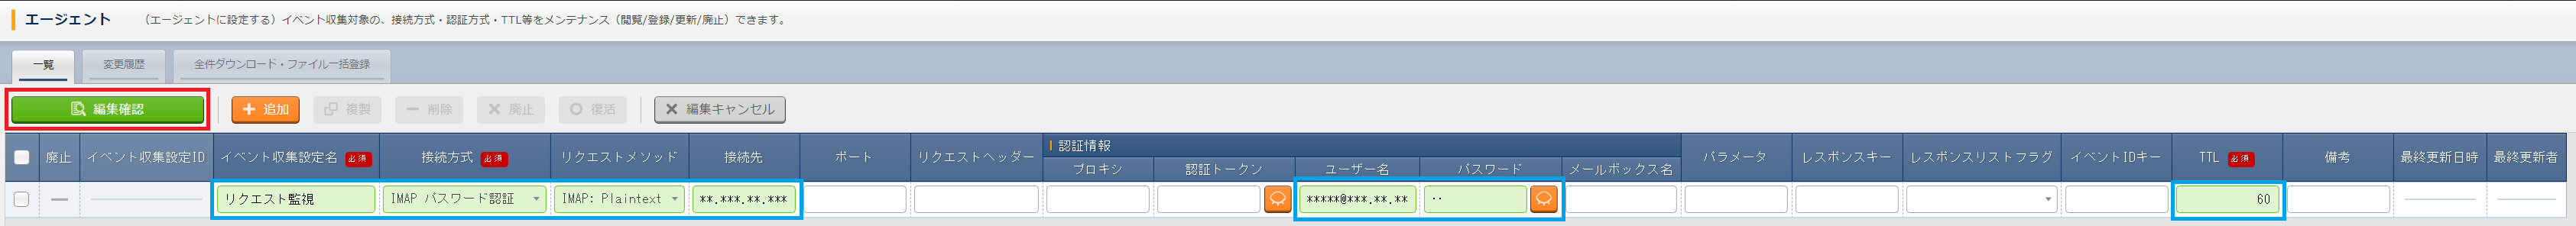 エージェント （エージェントに設定する）イベント収集対象の、接続方式・認証方式・TTL等をメンテナンス（閲覧/登録/更新/廃止）できます。
一覧 変更履歴 全件ダウンロード・ファイル一括登録
編集確認 追加 複製 削除 廃止 復活 編集キャンセル
認証情報
廃止 イベント収集設定ID イベント収集設定名 必須 接続方式 必須 リクエストメソッド 接続先 ポート リクエストヘッダー プロキシ 認証トークン ユーザー名 パスワード メールボックス名 パラメータ レスポンスキー レスポンスリストフラグ イベントIDキー TTL 必須 備考 最終更新日時 最終更新者
リクエスト監視 IMAP パスワード認証 IMAP: Plaintext **.***.**.*** *****@***.**.** ·· 60